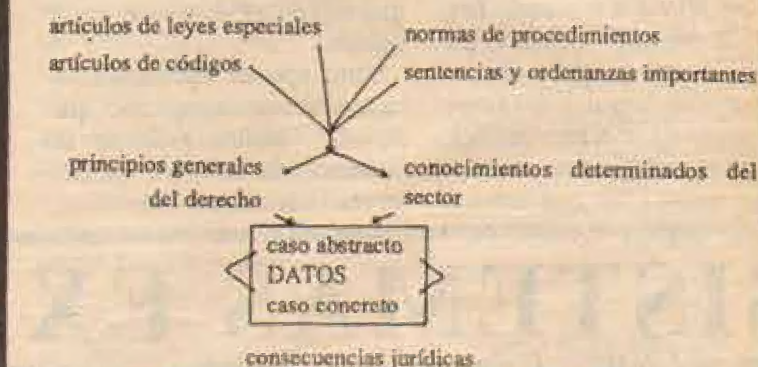 artículos de leyes especiales
normas de procedimientos
artículos de códigos
sentencias y ordenanzas importantes
principios generales
del derecho
conocimientos determinados del
sector
caso abstracto
DATOS
caso concreto
consecuencias jurídicas